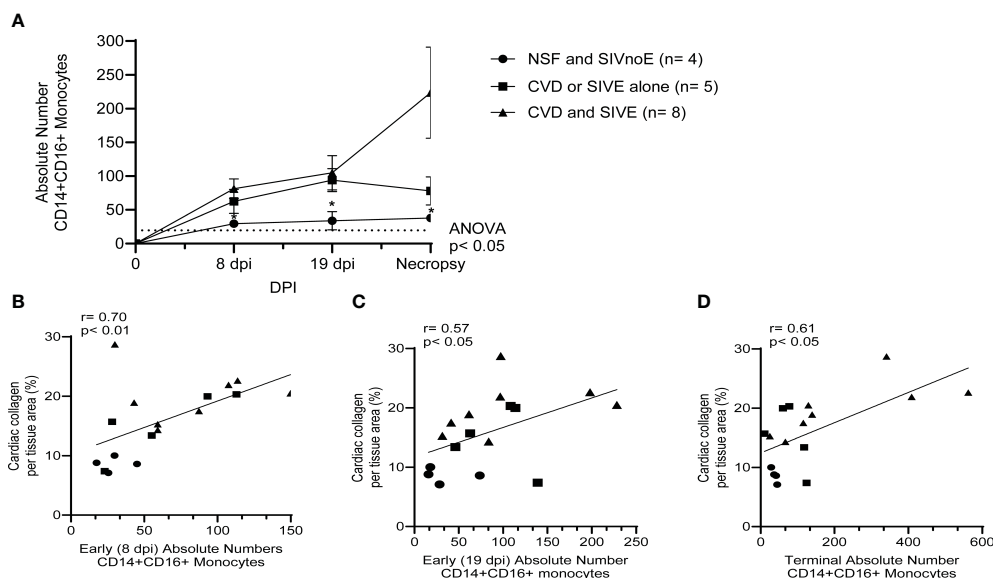 A
Absolute Number
CD14+CD16+ Monocytes
300
250
200
150
100
50
0
0
8 dpi
19 dpi
Necropsy
DPI
*
*
*
ANOVA
p< 0.05
NSF and SIVnoE (n= 4)
CVD or SIVE alone (n= 5)
CVD and SIVE (n= 8)
B
r= 0.70
p< 0.01
Cardiac collagen
per tissue area (%)
30
20
10
0
0
50
100
150
Early (8 dpi) Absolute Numbers
CD14+CD16+ Monocytes
C
r= 0.57
p< 0.05
Cardiac collagen
per tissue area (%)
30
20
10
0
0
50
100
150
200
250
Early (19 dpi) Absolute Number
CD14+CD16+ monocytes
D
r= 0.61
p< 0.05
Cardiac collagen
per tissue area (%)
30
20
10
0
0
200
400
600
Terminal Absolute Number
CD14+CD16+ Monocytes